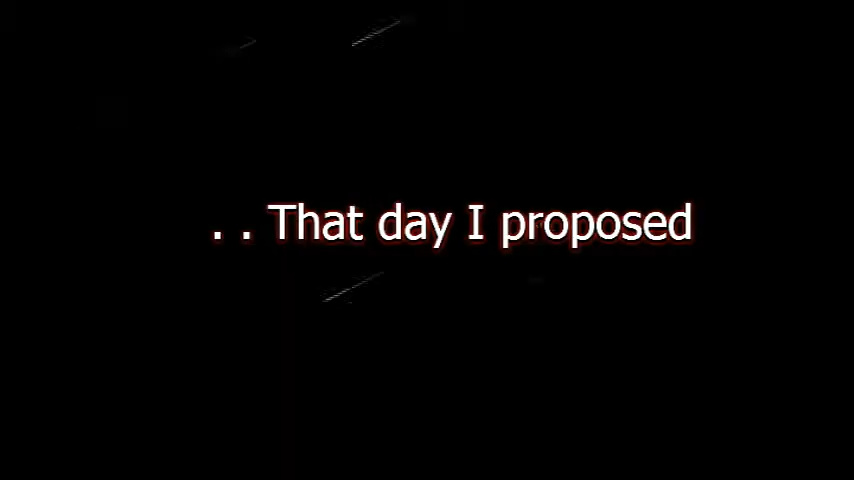 . . That day I proposed